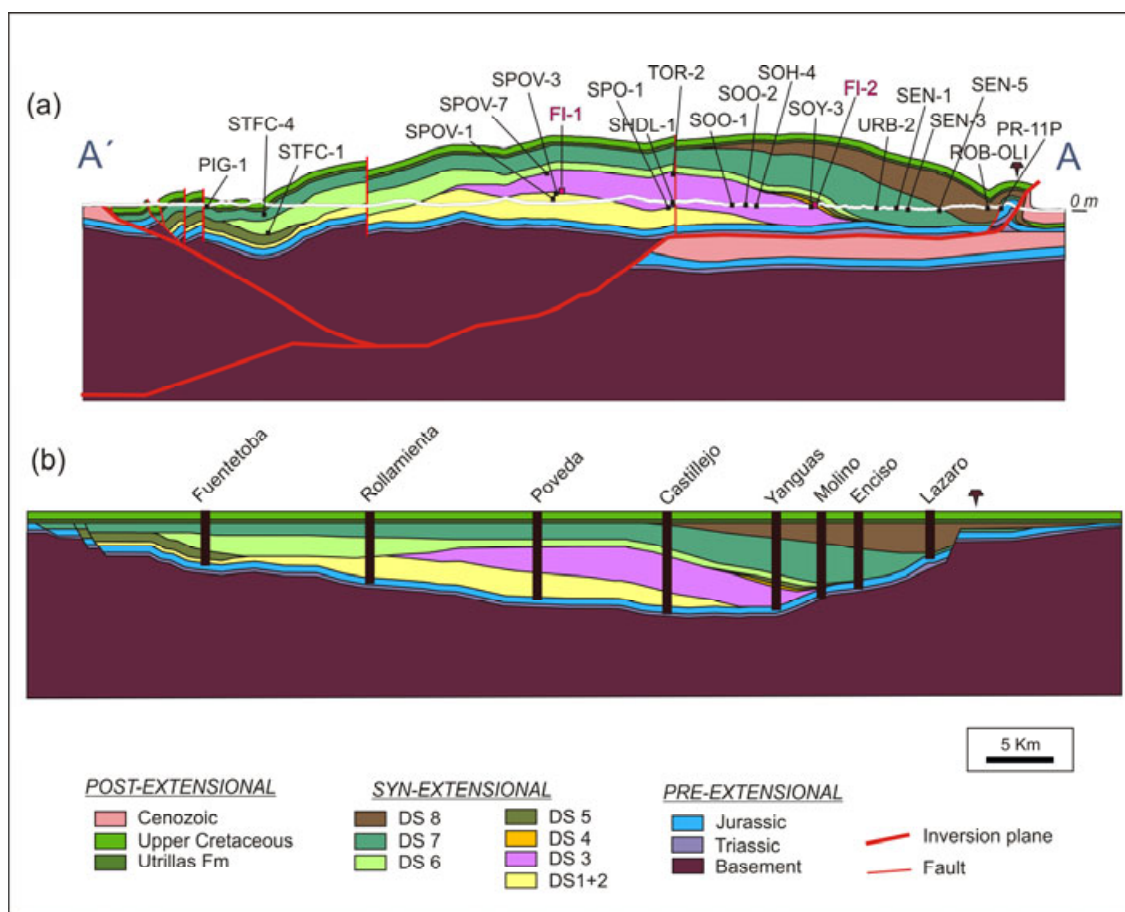 (a)
A´
PIG-1
STFC-4
STFC-1
SPOV-1
SPOV-7
SPOV-3
FI-1
SPO-1
SHDL-1
TOR-2
SOO-1
SOO-2
SOH-4
SOY-3
FI-2
URB-2
SEN-1
SEN-3
SEN-5
ROB-OLI
PR-11P
A
0 m
(b)
Fuentetoba
Rollamienta
Poveda
Castillejo
Yanguas
Molino
Enciso
Lazaro
5 Km
POST-EXTENSIONAL
Cenozoic
Upper Cretaceous
Utrillas Fm
SYN-EXTENSIONAL
DS 8
DS 7
DS 6
DS 5
DS 4
DS 3
DS1+2
PRE-EXTENSIONAL
Jurassic
Triassic
Basement
Inversion plane
Fault